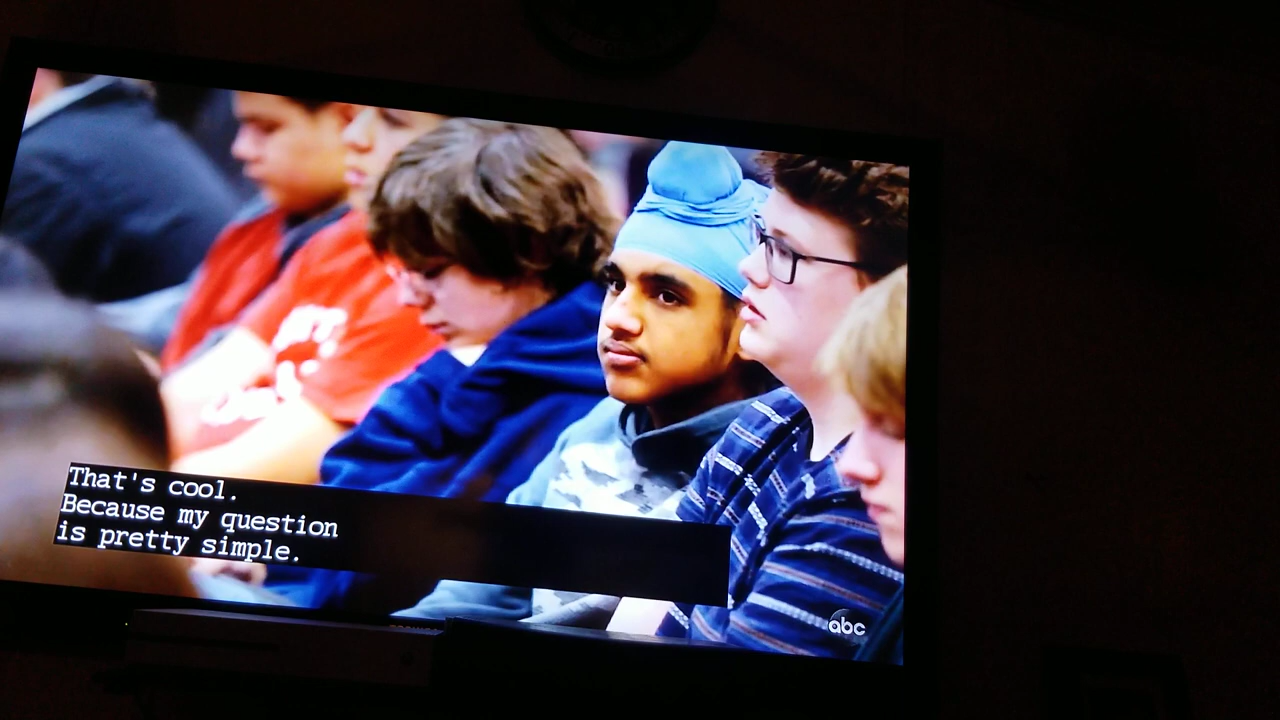 That's cool.
Because my question
is pretty simple.
abc